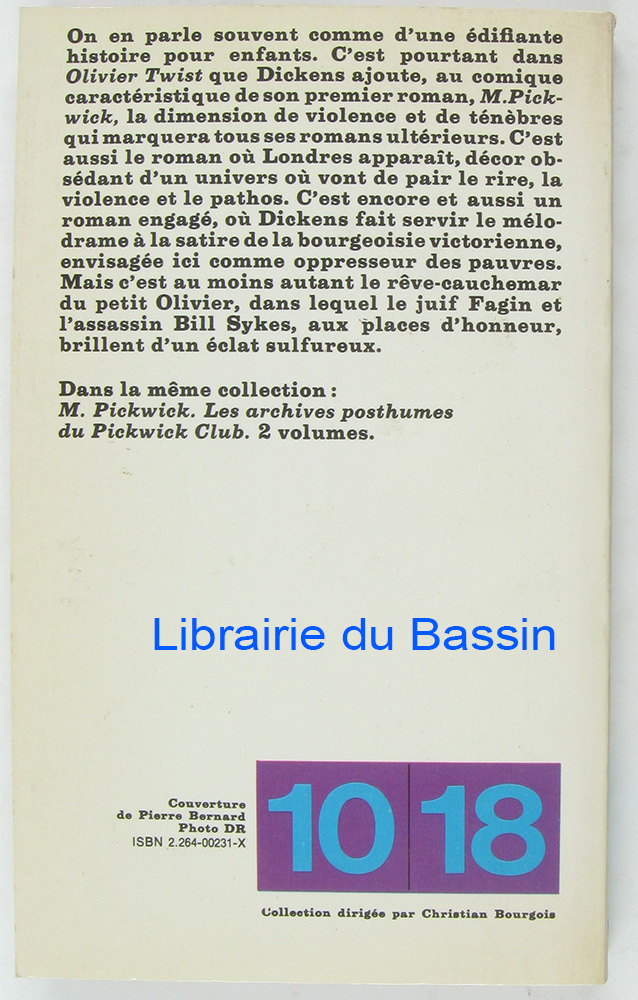 On en parle souvent comme d'une édifiante
histoire pour enfants. C'est pourtant dans
Olivier Twist que Dickens ajoute, au comique
caractéristique de son premier roman, M.Pick-
wick, la dimension de violence et de ténèbres
qui marquera tous ses romans ultérieurs. C'est
aussi le roman où Londres apparaît, décor ob-
sédant d'un univers où vont de pair le rire, la
violence et le pathos. C'est encore et aussi un
roman engagé, où Dickens fait servir le mélo-
drame à la satire de la bourgeoisie victorienne,
envisagée ici comme oppresseur des pauvres.
Mais c'est au moins autant le rêve-cauchemar
du petit Olivier, dans lequel le juif Fagin et
l'assassin Bill Sykes, aux places d'honneur,
brillent d'un éclat sulfureux.
Dans la même collection :
M. Pickwick. Les archives posthumes
du Pickwick Club. 2 volumes.
Librairie du Bassin
Couverture
de Pierre Bernard
Photo DR
ISBN 2.264-00231-X
10 18
Collection dirigée par Christian Bourgois